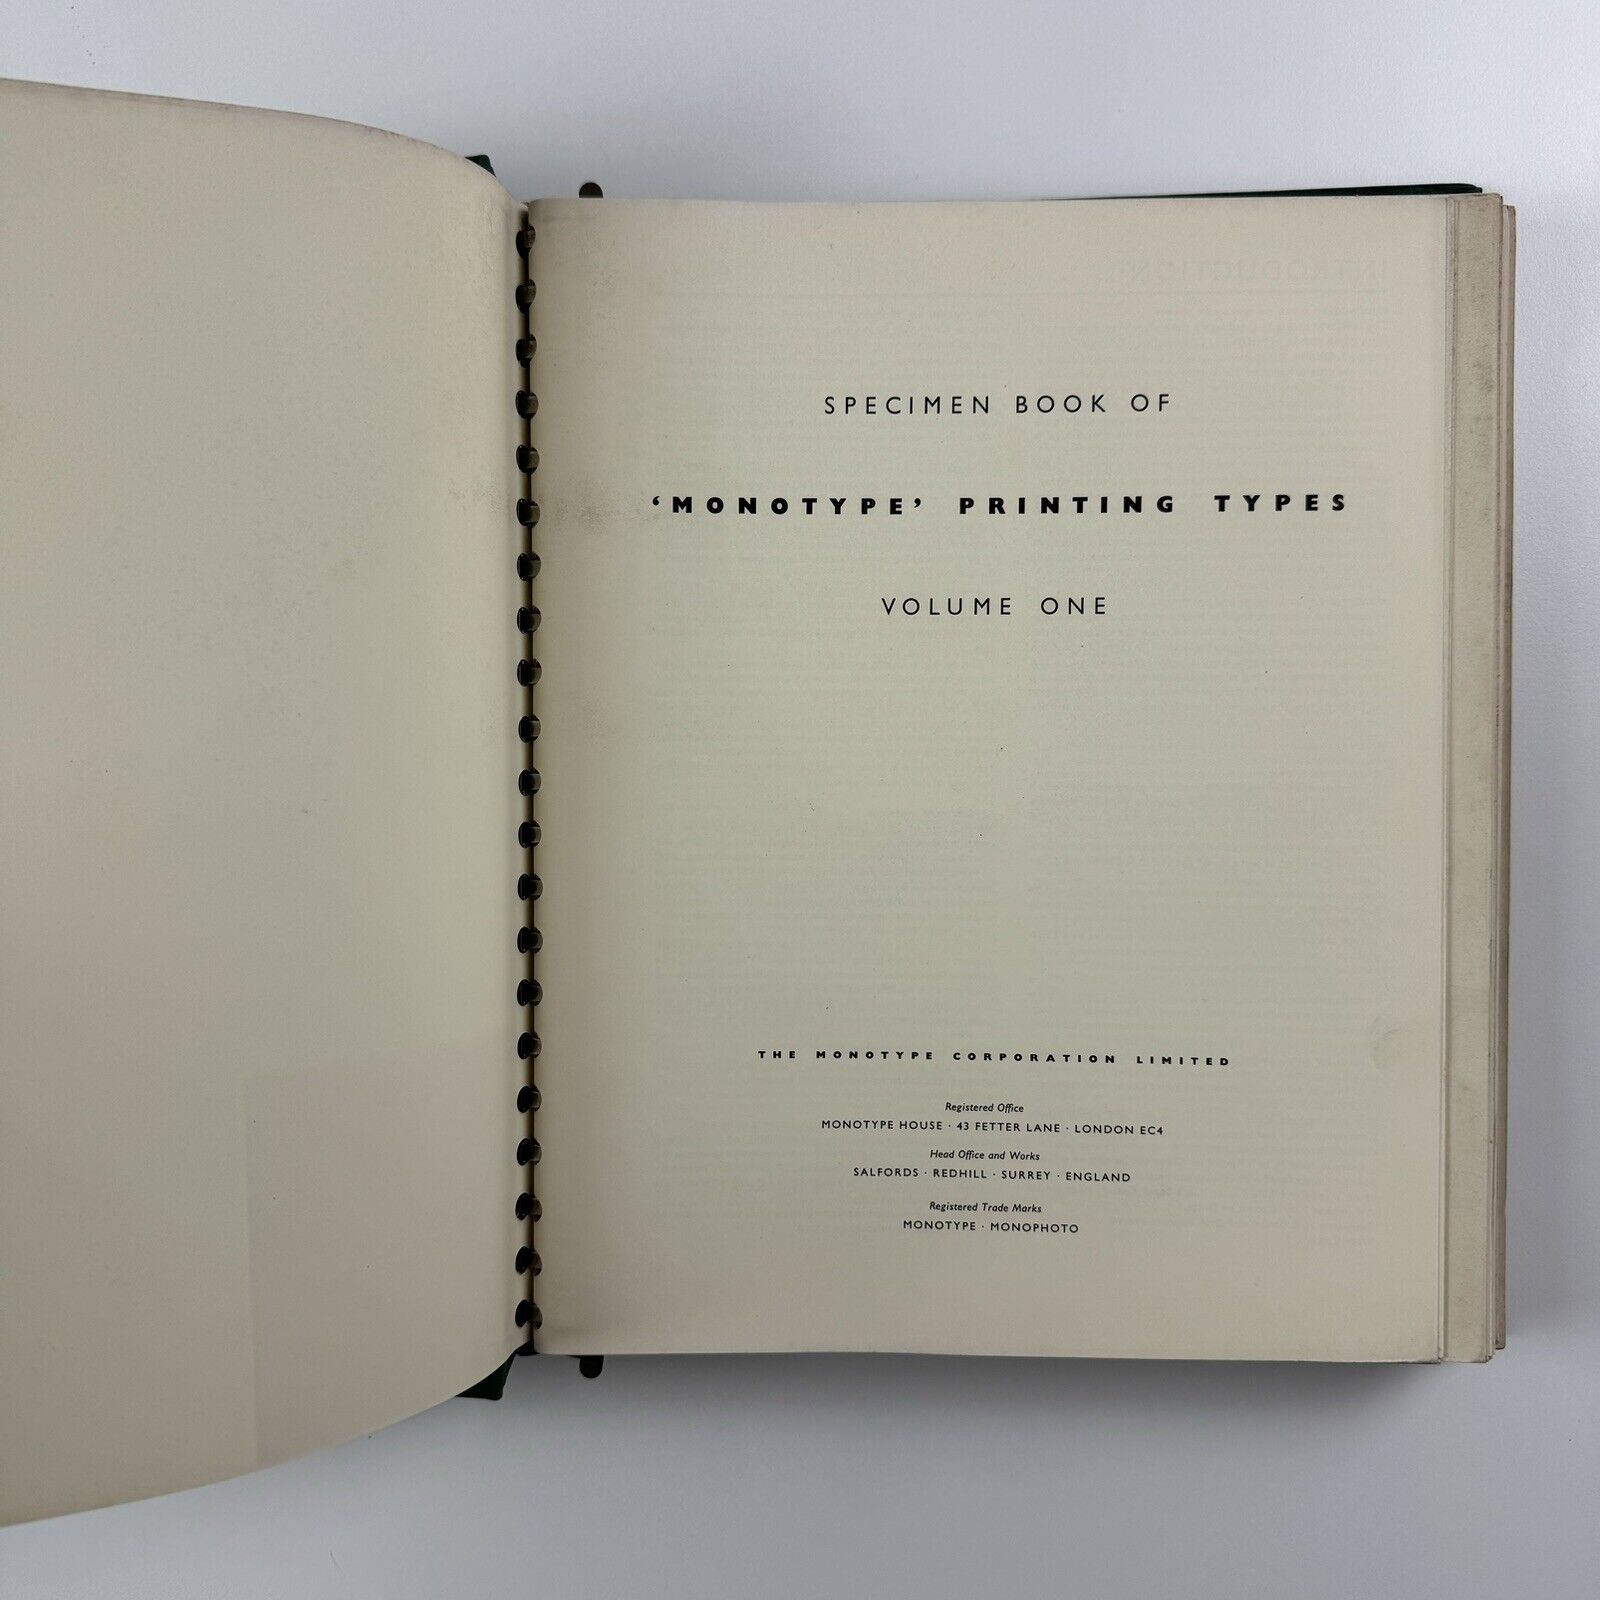 SPECIMEN BOOK OF
‘MONOTYPE’ PRINTING TYPES
VOLUME ONE
THE MONOTYPE CORPORATION LIMITED
Registered Office
MONOTYPE HOUSE · 43 FETTER LANE · LONDON EC4
Head Office and Works
SALFORDS · REDHILL · SURREY · ENGLAND
Registered Trade Marks
MONOTYPE · MONOPHOTO